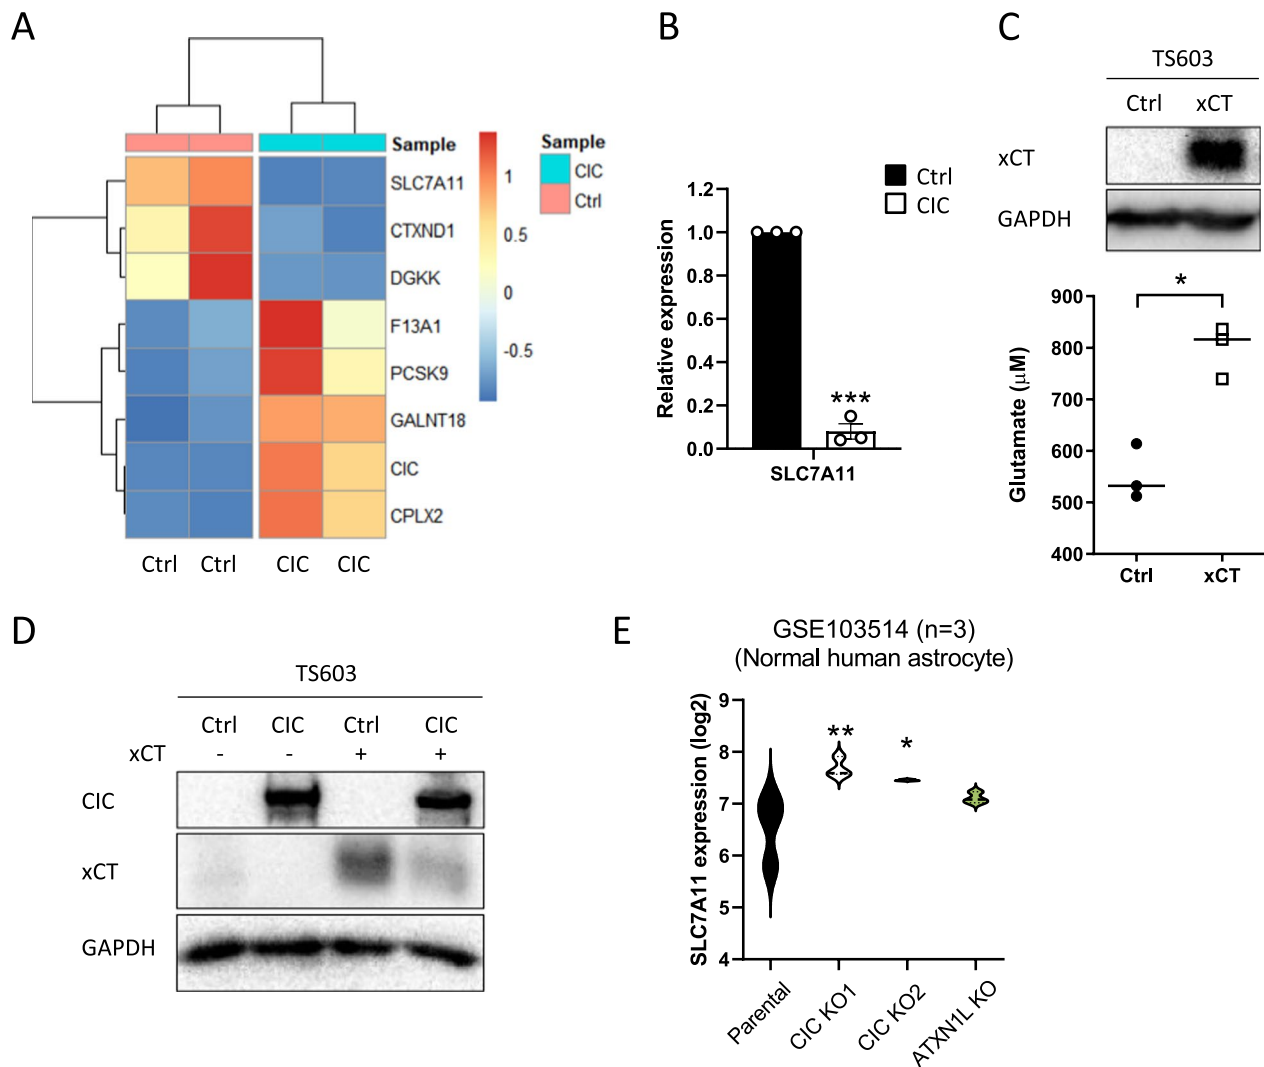 A
Sample
SLC7A11
CTXND1
DGKK
F13A1
PCSK9
GALNT18
CIC
CPLX2
1
0.5
0
-0.5
Sample
CIC
Ctrl
Ctrl Ctrl CIC CIC
B
Ctrl
CIC
Relative expression
1.2
1.0
0.8
0.6
0.4
0.2
0.0
***
SLC7A11
C
TS603
Ctrl xCT
xCT
GAPDH
Glutamate (μM)
900
800
700
600
500
400
*
Ctrl xCT
D
TS603
Ctrl CIC Ctrl CIC
xCT - - + +
CIC
xCT
GAPDH
E
GSE103514 (n=3)
(Normal human astrocyte)
SLC7A11 expression (log2)
9
8
7
6
5
4
**
*
Parental
CIC KO1
CIC KO2
ATXN1L KO